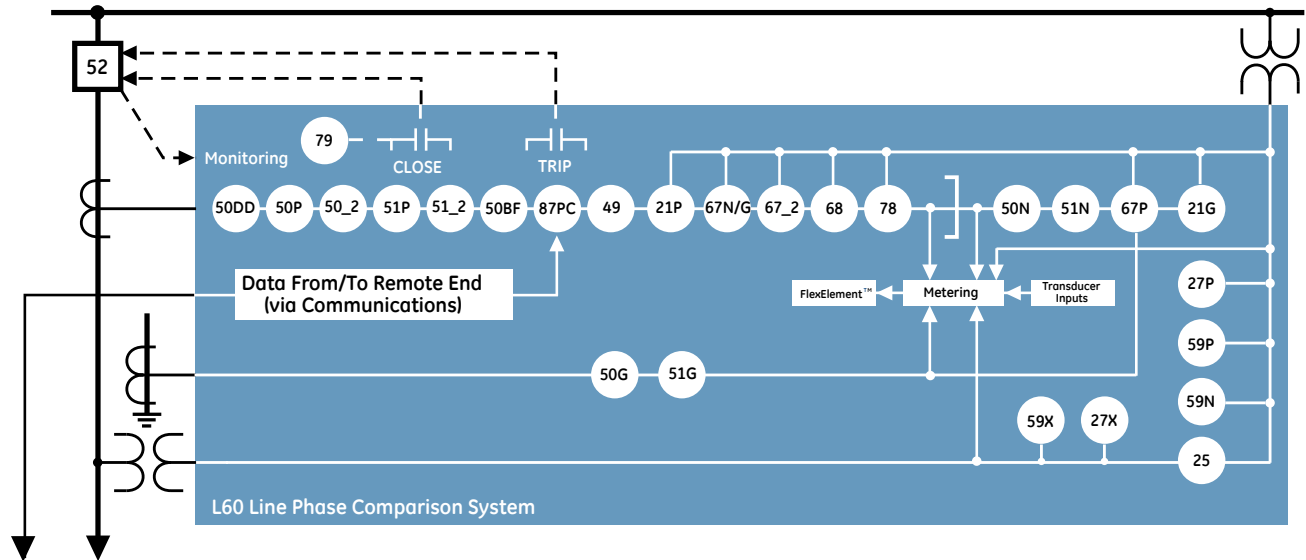 52
79
Monitoring
CLOSE
TRIP
50DD
50P
50_2
51P
51_2
50BF
87PC
49
21P
67N/G
67_2
68
78
50N
51N
67P
21G
Data From/To Remote End
(via Communications)
FlexElement™
Metering
Transducer
Inputs
27P
59P
50G
51G
59N
59X
27X
25
L60 Line Phase Comparison System